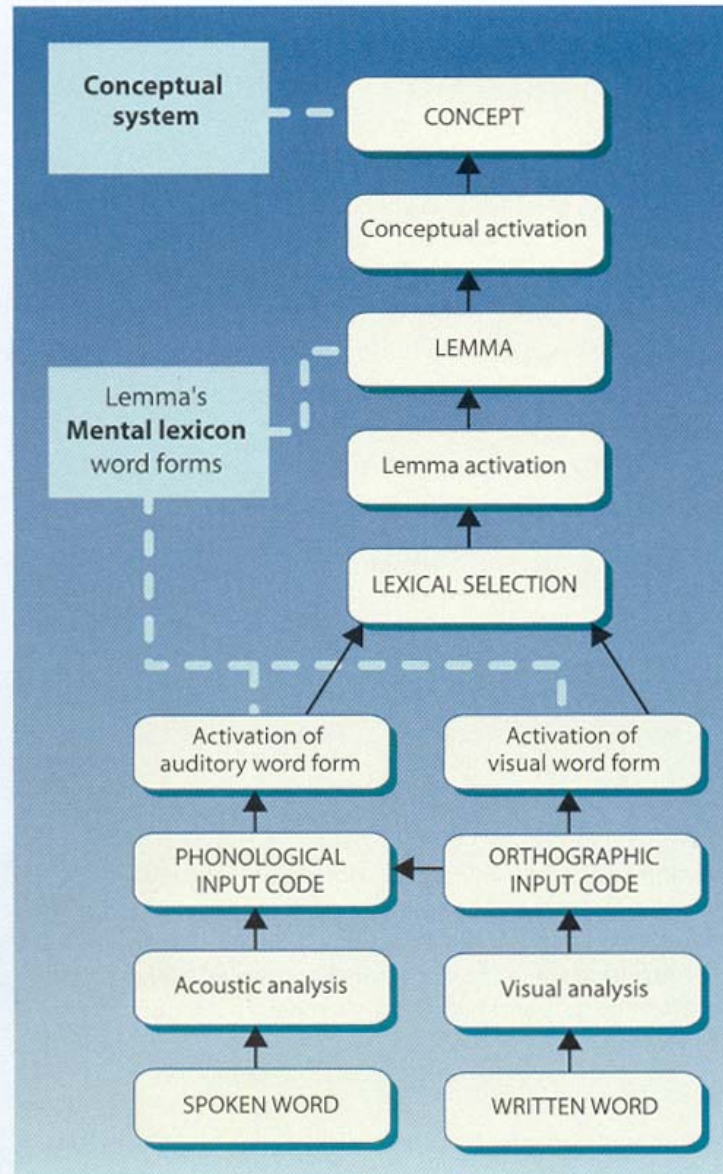 Conceptual
system
CONCEPT
Conceptual activation
LEMMA
Lemma's
Mental lexicon
word forms
Lemma activation
LEXICAL SELECTION
Activation of
auditory word form
Activation of
visual word form
PHONOLOGICAL
INPUT CODE
ORTHOGRAPHIC
INPUT CODE
Acoustic analysis
Visual analysis
SPOKEN WORD
WRITTEN WORD